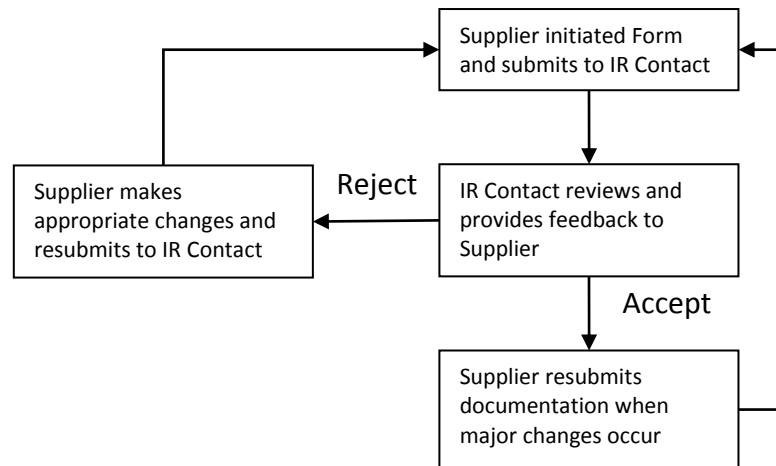 Supplier initiated Form
and submits to IR Contact
Supplier makes
appropriate changes and
resubmits to IR Contact
Reject
IR Contact reviews and
provides feedback to
Supplier
Accept
Supplier resubmits
documentation when
major changes occur